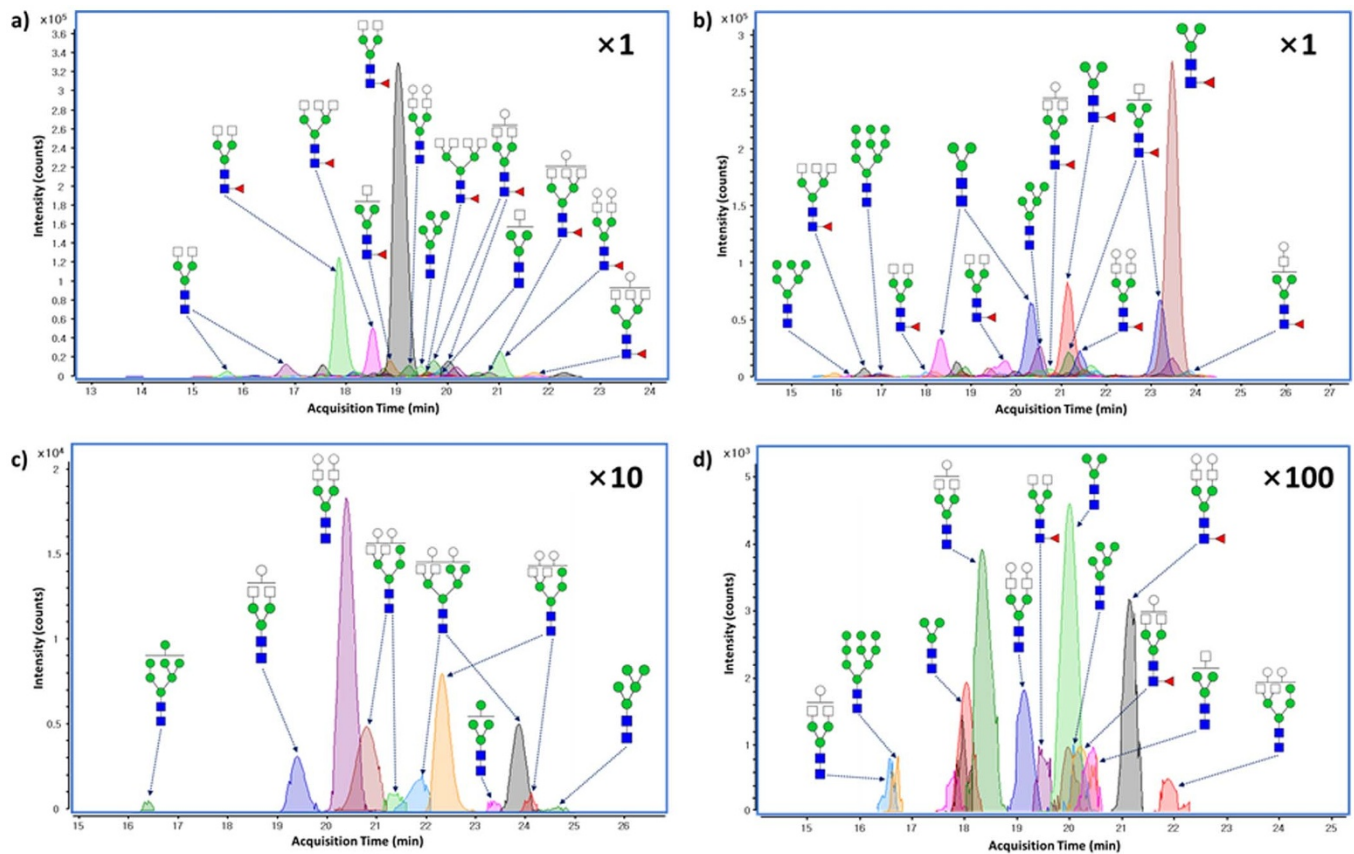 a)
×10⁵
3.6
3.4
3.2
3
2.8
2.6
2.4
2.2
2
1.8
1.6
1.4
1.2
1
0.8
0.6
0.4
0.2
0
Intensity (counts)
×1
13 14 15 16 17 18 19 20 21 22 23 24
Acquisition Time (min)
b)
×10⁵
3
2.5
2
1.5
1
0.5
0
Intensity (counts)
×1
15 16 17 18 19 20 21 22 23 24 25 26 27
Acquisition Time (min)
c)
×10⁴
2
1.5
1
0.5
0
Intensity (counts)
×10
15 16 17 18 19 20 21 22 23 24 25 26
Acquisition Time (min)
d)
×10³
5
4
3
2
1
0
Intensity (counts)
×100
15 16 17 18 19 20 21 22 23 24 25
Acquisition Time (min)